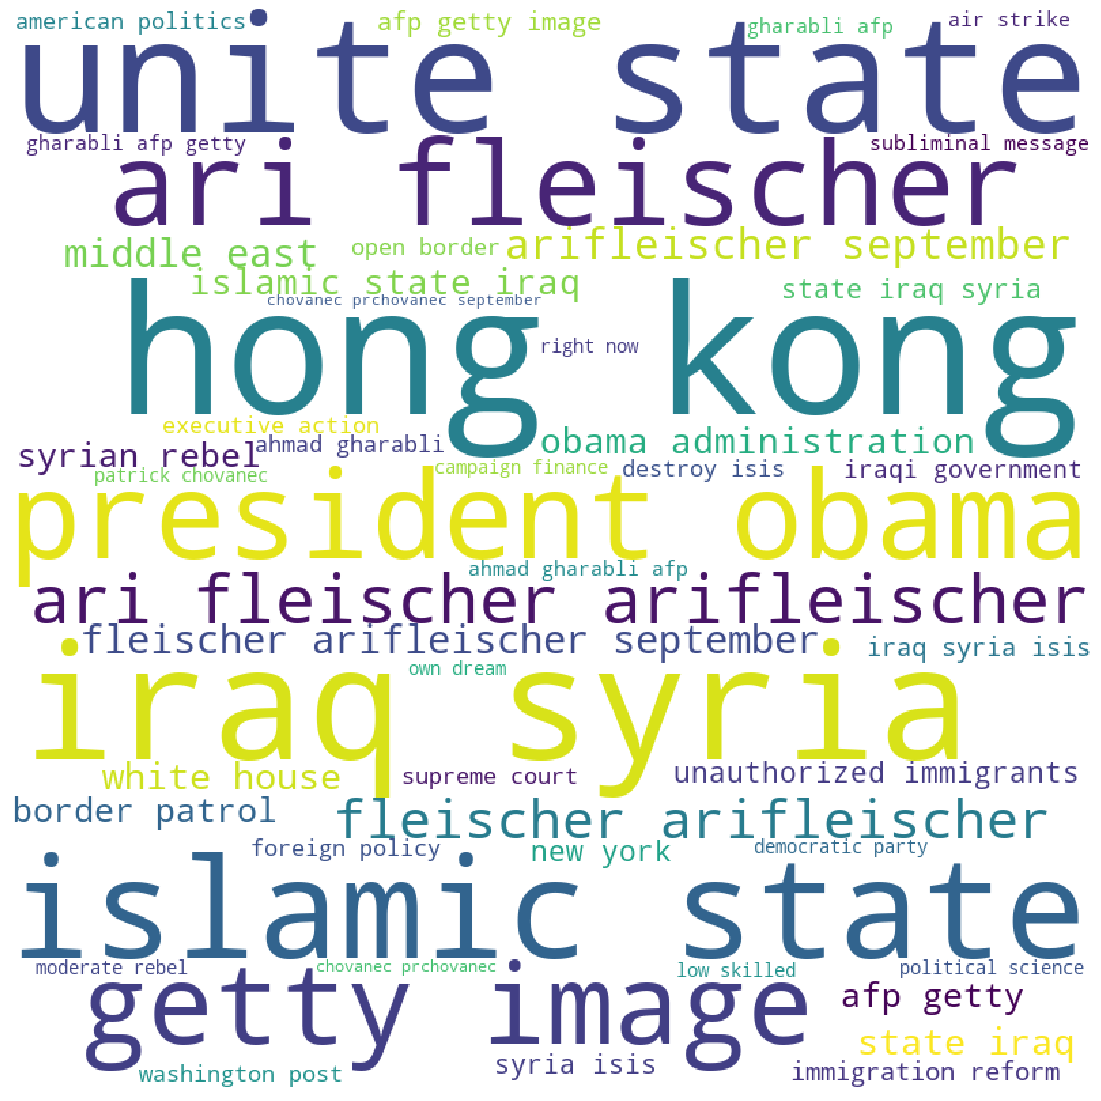 american politics
afp getty image
gharabli afp
air strike
unite state
gharabli afp getty
subliminal message
ari fleischer
middle east
open border
arifleischer september
islamic state iraq
state iraq syria
chovanec prchovanec september
hong kong
right now
executive action
syrian rebel
ahmad gharabli
obama administration
patrick chovanec
campaign finance
destroy isis
iraqi government
president obama
ahmad gharabli afp
ari fleischer arifleischer
fleischer arifleischer september
iraq syria isis
own dream
iraq syria
white house
supreme court
unauthorized immigrants
border patrol
fleischer arifleischer
foreign policy
new york
democratic party
islamic state
moderate rebel
chovanec prchovanec
low skilled
political science
getty image
afp getty
state iraq
washington post
syria isis
immigration reform